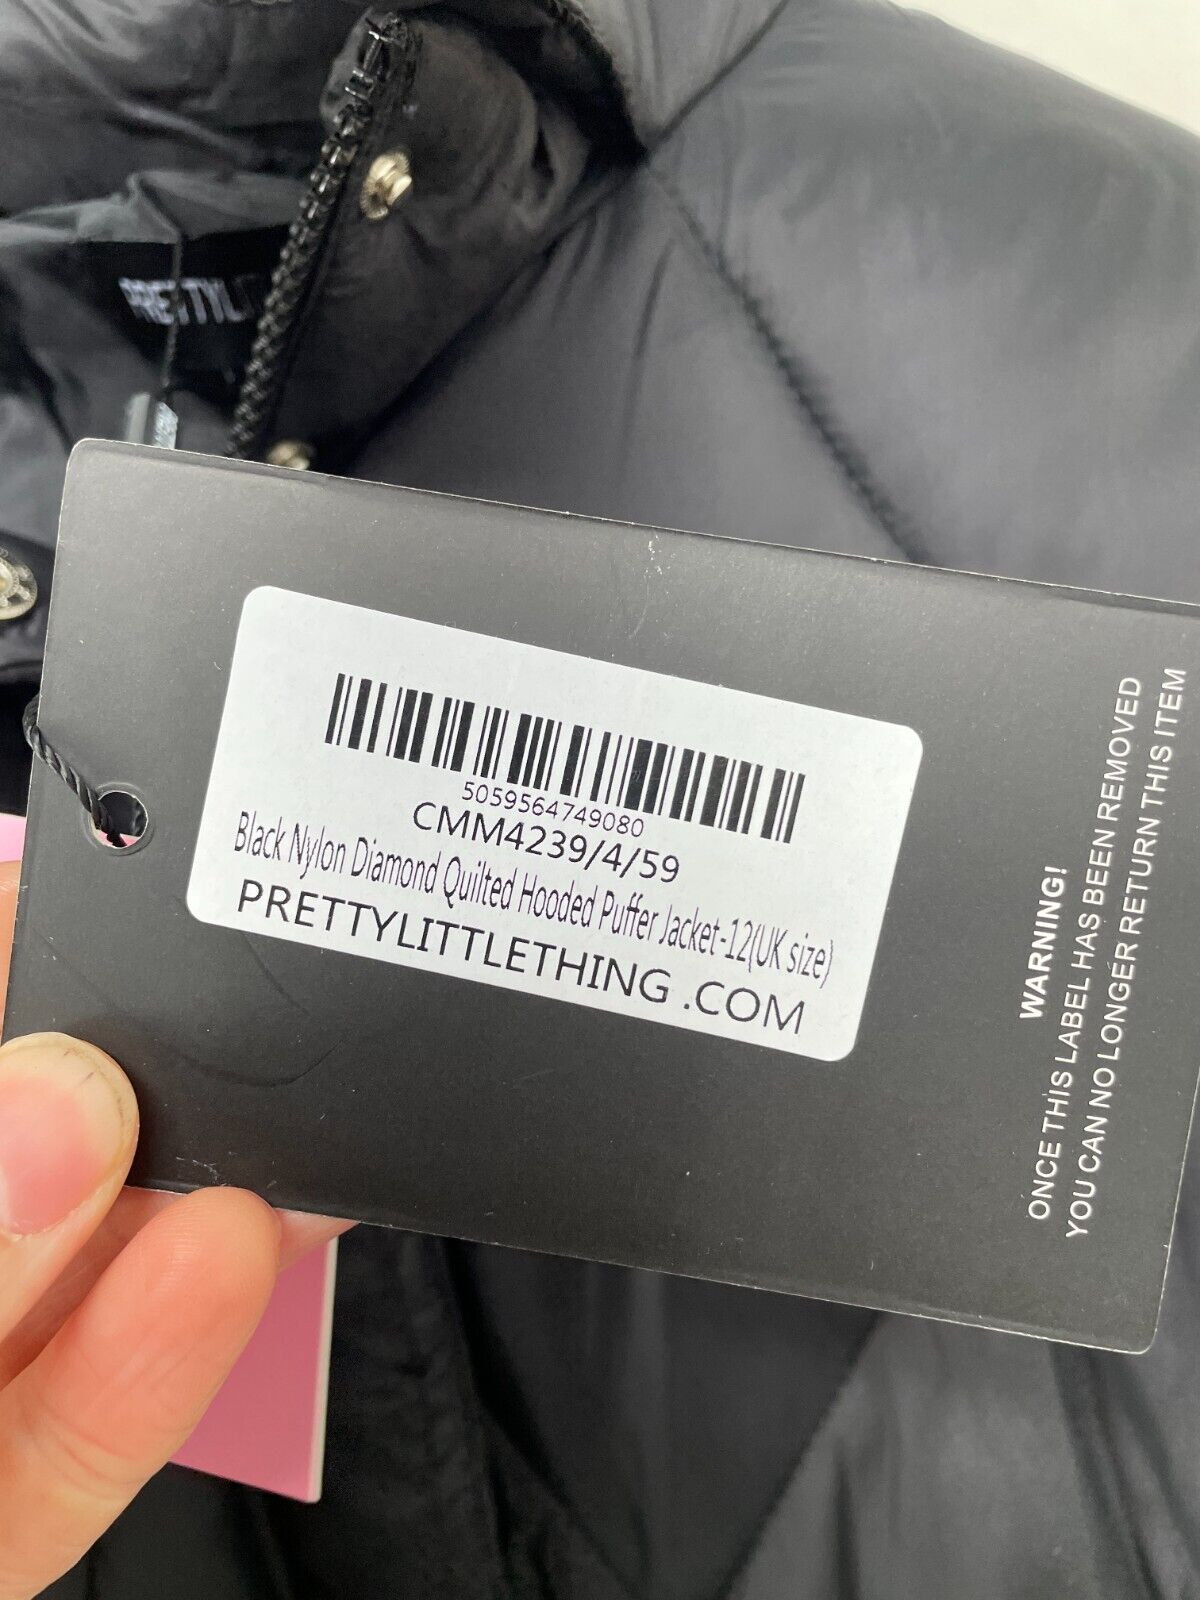 PRETTYL
5059564749080
CMM4239/4/59
Black Nylon Diamond Quilted Hooded Puffer Jacket-12(UK size)
PRETTYLITTLETHING .COM
WARNING!
ONCE THIS LABEL HAS BEEN REMOVED
YOU CAN NO LONGER RETURN THIS ITEM